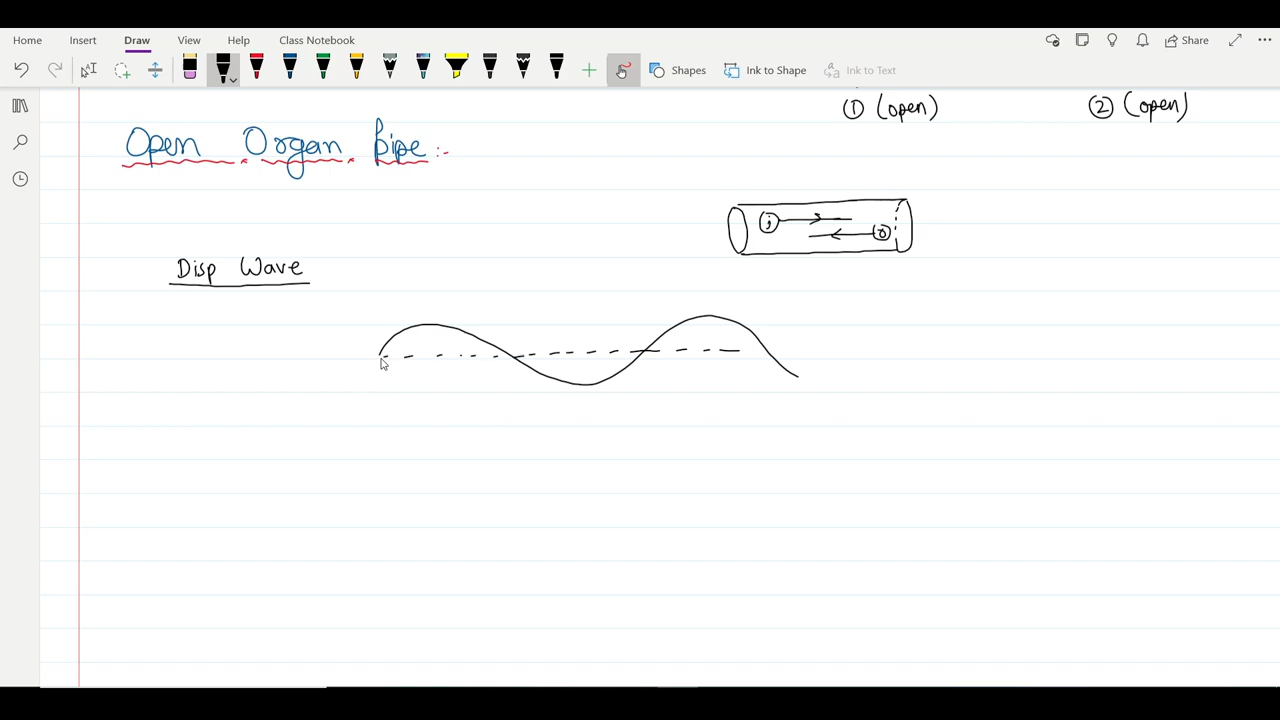 Home Insert Draw View Help Class Notebook Share
Shapes Ink to Shape Ink to Text
① (open) ② (open)
Open Organ Pipe :-
i
r
Disp Wave